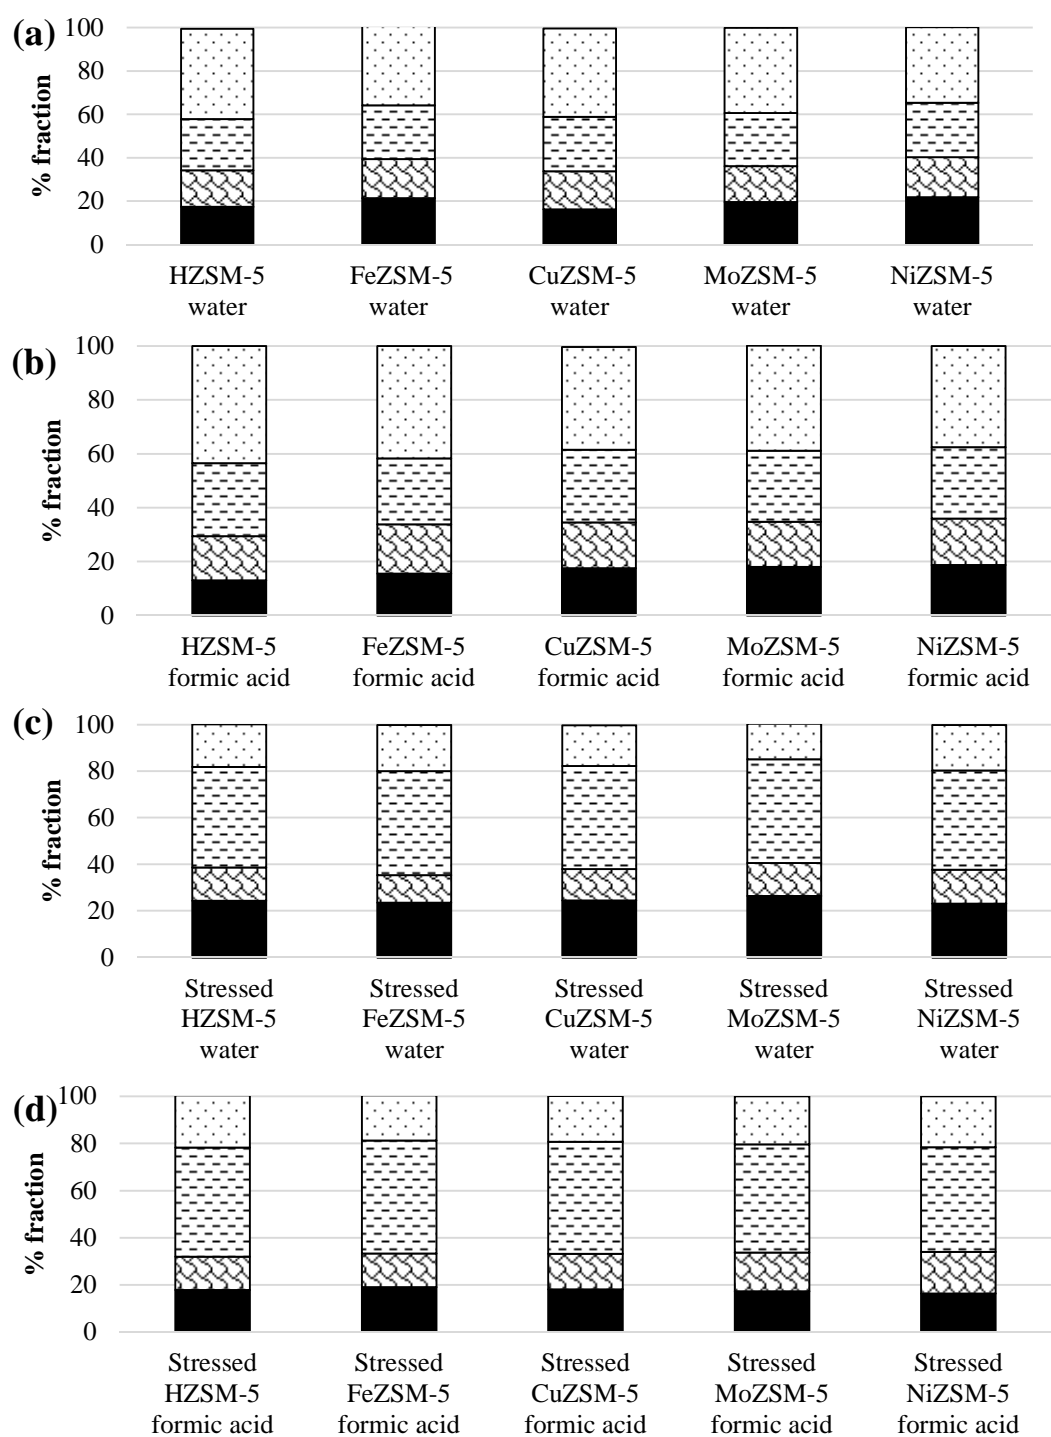 (a)
100
80
60
40
20
0
% fraction
HZSM-5 FeZSM-5 CuZSM-5 MoZSM-5 NiZSM-5
water water water water water
(b)
100
80
60
40
20
0
% fraction
HZSM-5 FeZSM-5 CuZSM-5 MoZSM-5 NiZSM-5
formic acid formic acid formic acid formic acid formic acid
(c)
100
80
60
40
20
0
% fraction
Stressed Stressed Stressed Stressed Stressed
HZSM-5 FeZSM-5 CuZSM-5 MoZSM-5 NiZSM-5
water water water water water
(d)
100
80
60
40
20
0
% fraction
Stressed Stressed Stressed Stressed Stressed
HZSM-5 FeZSM-5 CuZSM-5 MoZSM-5 NiZSM-5
formic acid formic acid formic acid formic acid formic acid